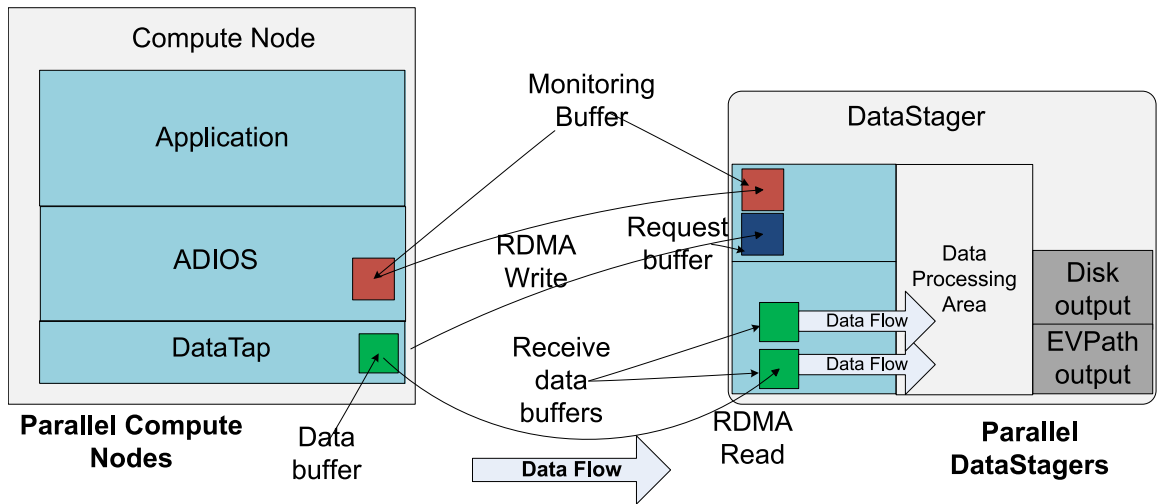 Compute Node
Application
ADIOS
DataTap
Parallel Compute
Nodes
Data
buffer
Monitoring
Buffer
RDMA
Write
Request
buffer
Receive
data
buffers
Data Flow
RDMA
Read
DataStager
Data
Processing
Area
Data Flow
Data Flow
Disk
output
EVPath
output
Parallel
DataStagers